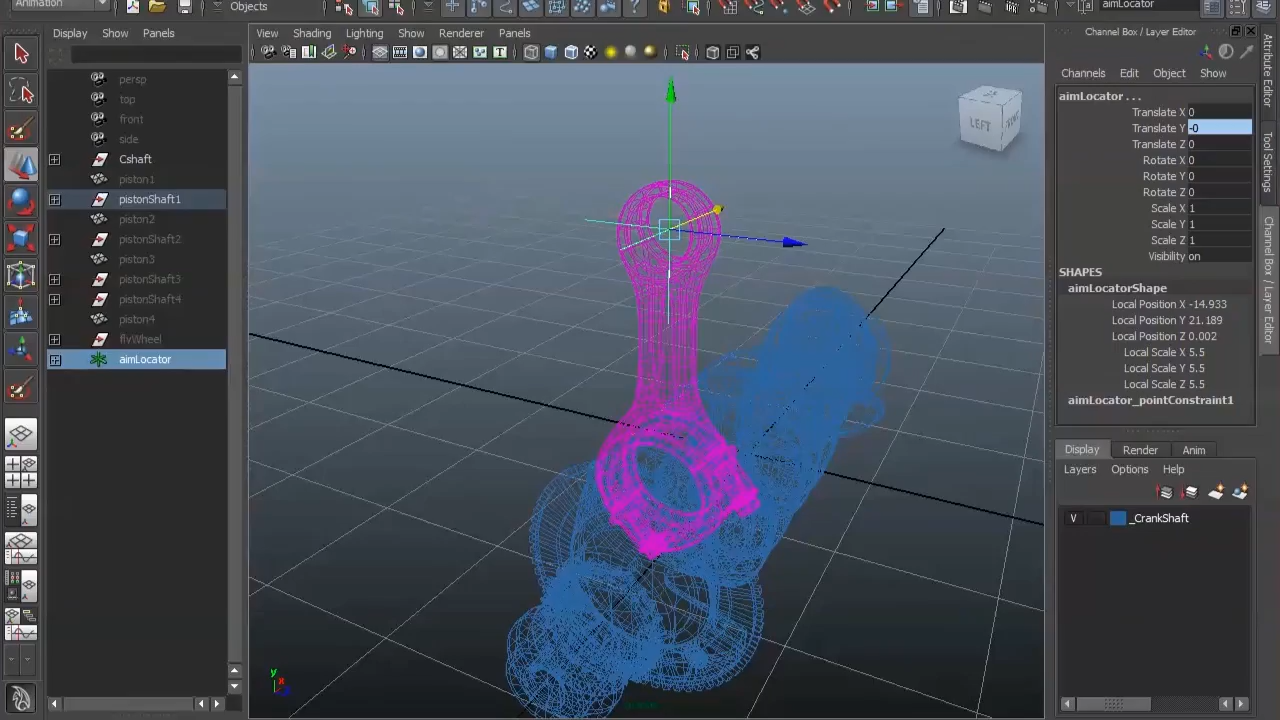 Animation
Objects
aimLocator
Display Show Panels
View Shading Lighting Show Renderer Panels
Channel Box / Layer Editor
persp
top
front
side
Cshaft
piston1
pistonShaft1
piston2
pistonShaft2
piston3
pistonShaft3
pistonShaft4
piston4
flyWheel
aimLocator
LEFT
y
x
Channels Edit Object Show
aimLocator . . .
Translate X 0
Translate Y -0
Translate Z 0
Rotate X 0
Rotate Y 0
Rotate Z 0
Scale X 1
Scale Y 1
Scale Z 1
Visibility on
SHAPES
aimLocatorShape
Local Position X -14.933
Local Position Y 21.189
Local Position Z 0.002
Local Scale X 5.5
Local Scale Y 5.5
Local Scale Z 5.5
aimLocator_pointConstraint1
Display Render Anim
Layers Options Help
V _CrankShaft
Attribute Editor
Tool Settings
Channel Box / Layer Editor